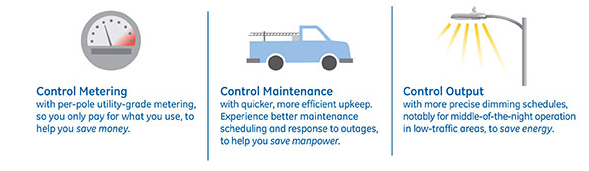 Control Metering
with per-pole utility-grade metering,
so you only pay for what you use, to
help you save money.
Control Maintenance
with quicker, more efficient upkeep.
Experience better maintenance
scheduling and response to outages,
to help you save manpower.
Control Output
with more precise dimming schedules,
notably for middle-of-the-night operation
in low-traffic areas, to save energy.